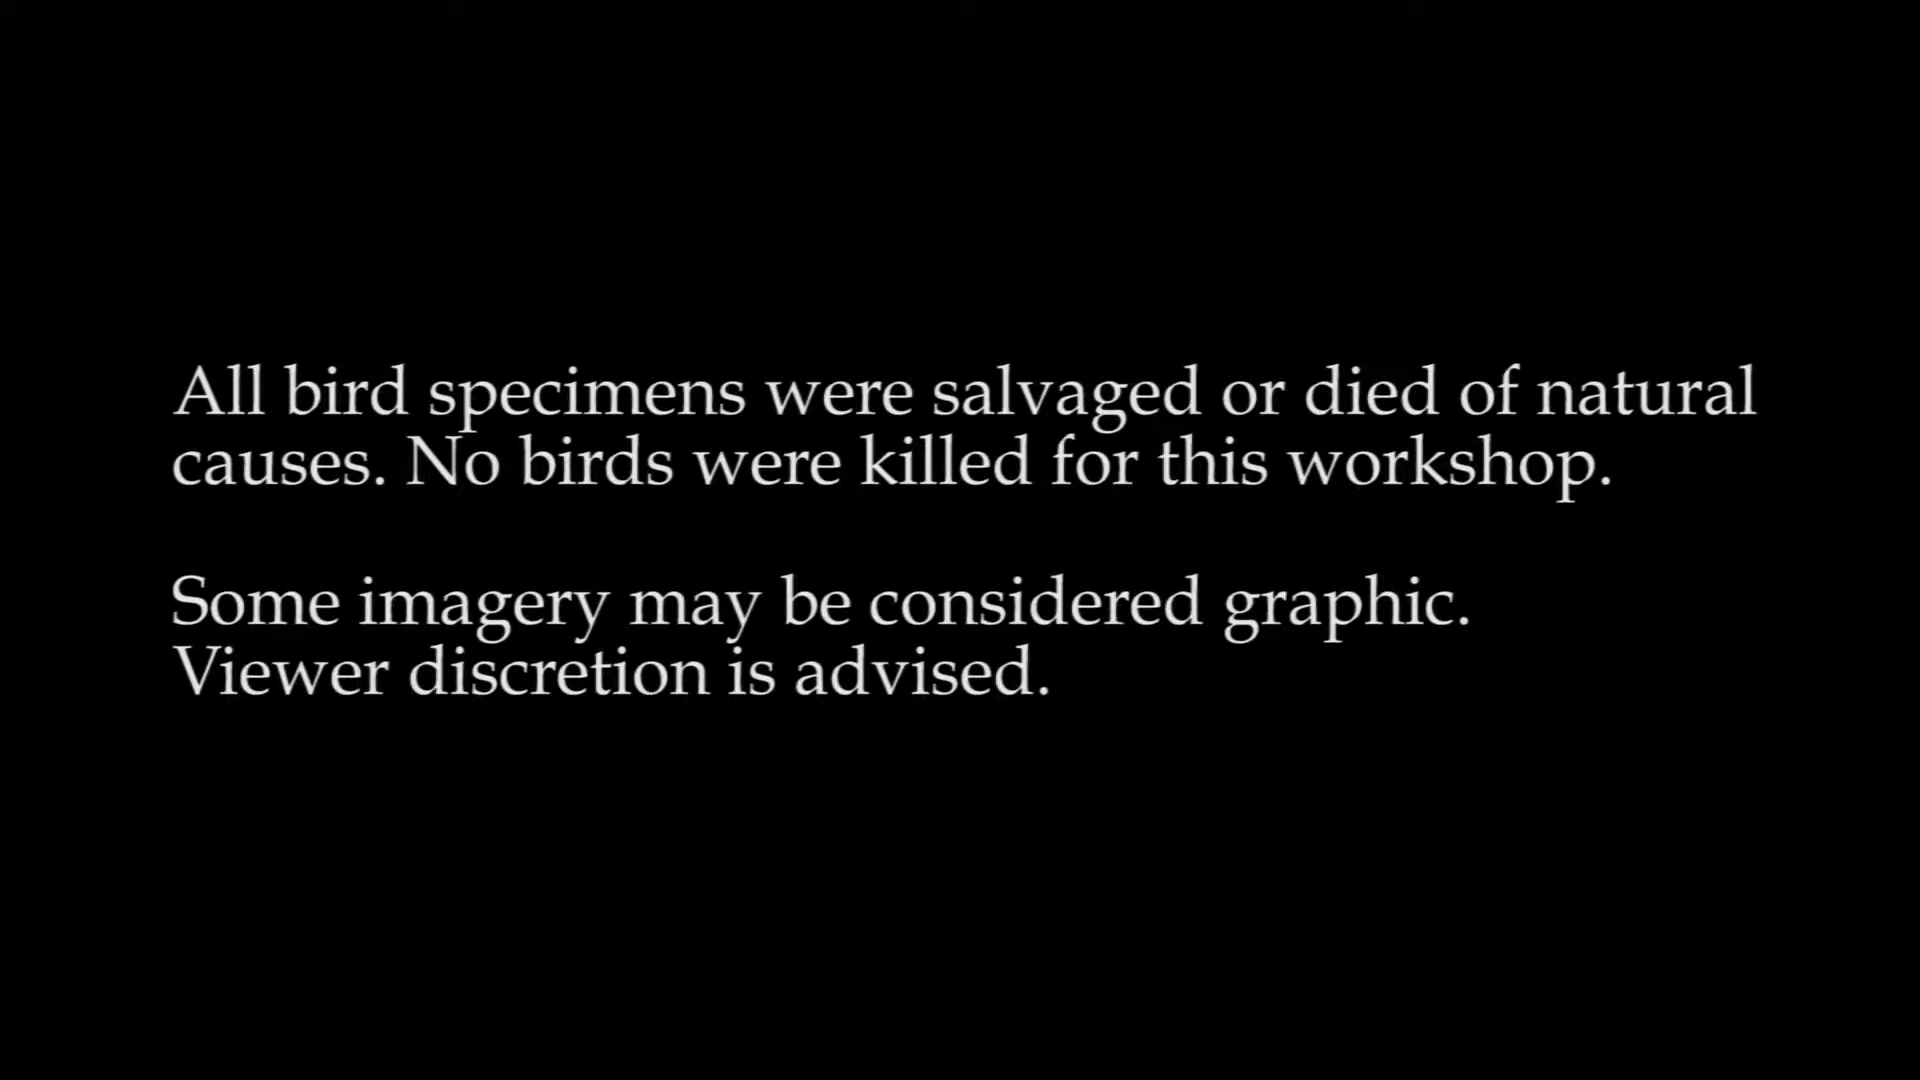 All bird specimens were salvaged or died of natural
causes. No birds were killed for this workshop.
Some imagery may be considered graphic.
Viewer discretion is advised.